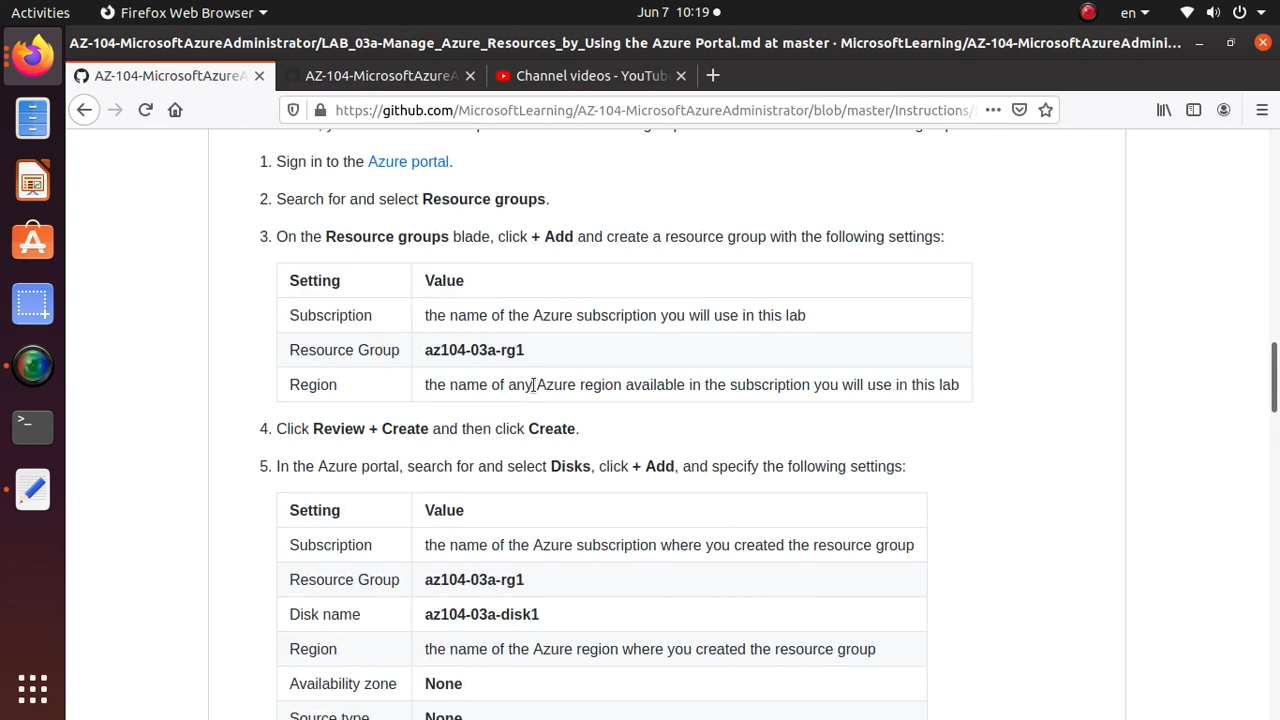 Activities
Firefox Web Browser
Jun 7 10:19
en
AZ-104-MicrosoftAzureAdministrator/LAB_03a-Manage_Azure_Resources_by_Using the Azure Portal.md at master • MicrosoftLearning/AZ-104-MicrosoftAzureAdmini...
AZ-104-MicrosoftAzureA
AZ-104-MicrosoftAzureA
Channel videos - YouTub
https://github.com/MicrosoftLearning/AZ-104-MicrosoftAzureAdministrator/blob/master/Instructions/
1. Sign in to the Azure portal.
2. Search for and select Resource groups.
3. On the Resource groups blade, click + Add and create a resource group with the following settings:
Setting Value
Subscription the name of the Azure subscription you will use in this lab
Resource Group az104-03a-rg1
Region the name of any Azure region available in the subscription you will use in this lab
4. Click Review + Create and then click Create.
5. In the Azure portal, search for and select Disks, click + Add, and specify the following settings:
Setting Value
Subscription the name of the Azure subscription where you created the resource group
Resource Group az104-03a-rg1
Disk name az104-03a-disk1
Region the name of the Azure region where you created the resource group
Availability zone None
Source type None